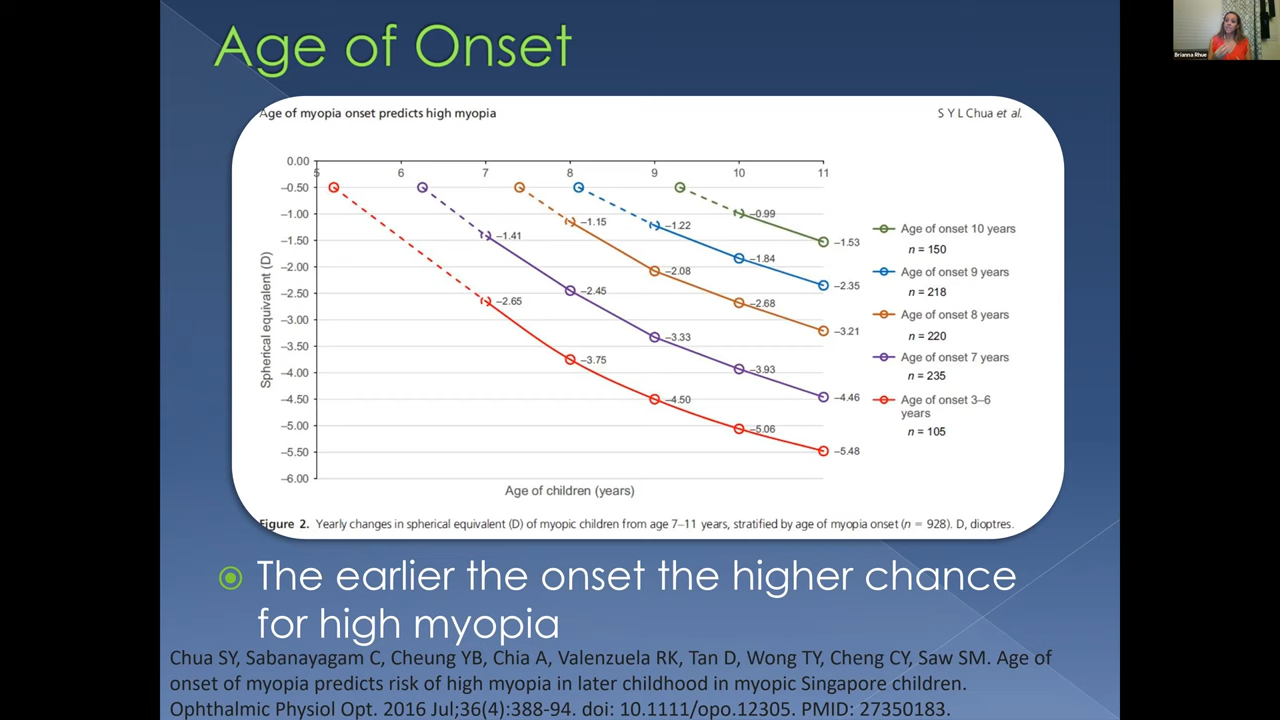 Age of Onset
Brianna Rhue
Age of myopia onset predicts high myopia
S Y L Chua et al.
0.00
5
6
7
8
9
10
11
–0.50
–1.00
–1.50
–2.00
–2.50
–3.00
–3.50
–4.00
–4.50
–5.00
–5.50
–6.00
Spherical equivalent (D)
–0.99
–1.53
–1.22
–1.84
–2.35
–1.15
–2.08
–2.68
–3.21
–1.41
–2.45
–3.33
–3.93
–4.46
–2.65
–3.75
–4.50
–5.06
–5.48
Age of children (years)
Age of onset 10 years
n = 150
Age of onset 9 years
n = 218
Age of onset 8 years
n = 220
Age of onset 7 years
n = 235
Age of onset 3–6
years
n = 105
Figure 2. Yearly changes in spherical equivalent (D) of myopic children from age 7–11 years, stratified by age of myopia onset (n = 928). D, dioptres.
The earlier the onset the higher chance
for high myopia
Chua SY, Sabanayagam C, Cheung YB, Chia A, Valenzuela RK, Tan D, Wong TY, Cheng CY, Saw SM. Age of
onset of myopia predicts risk of high myopia in later childhood in myopic Singapore children.
Ophthalmic Physiol Opt. 2016 Jul;36(4):388-94. doi: 10.1111/opo.12305. PMID: 27350183.